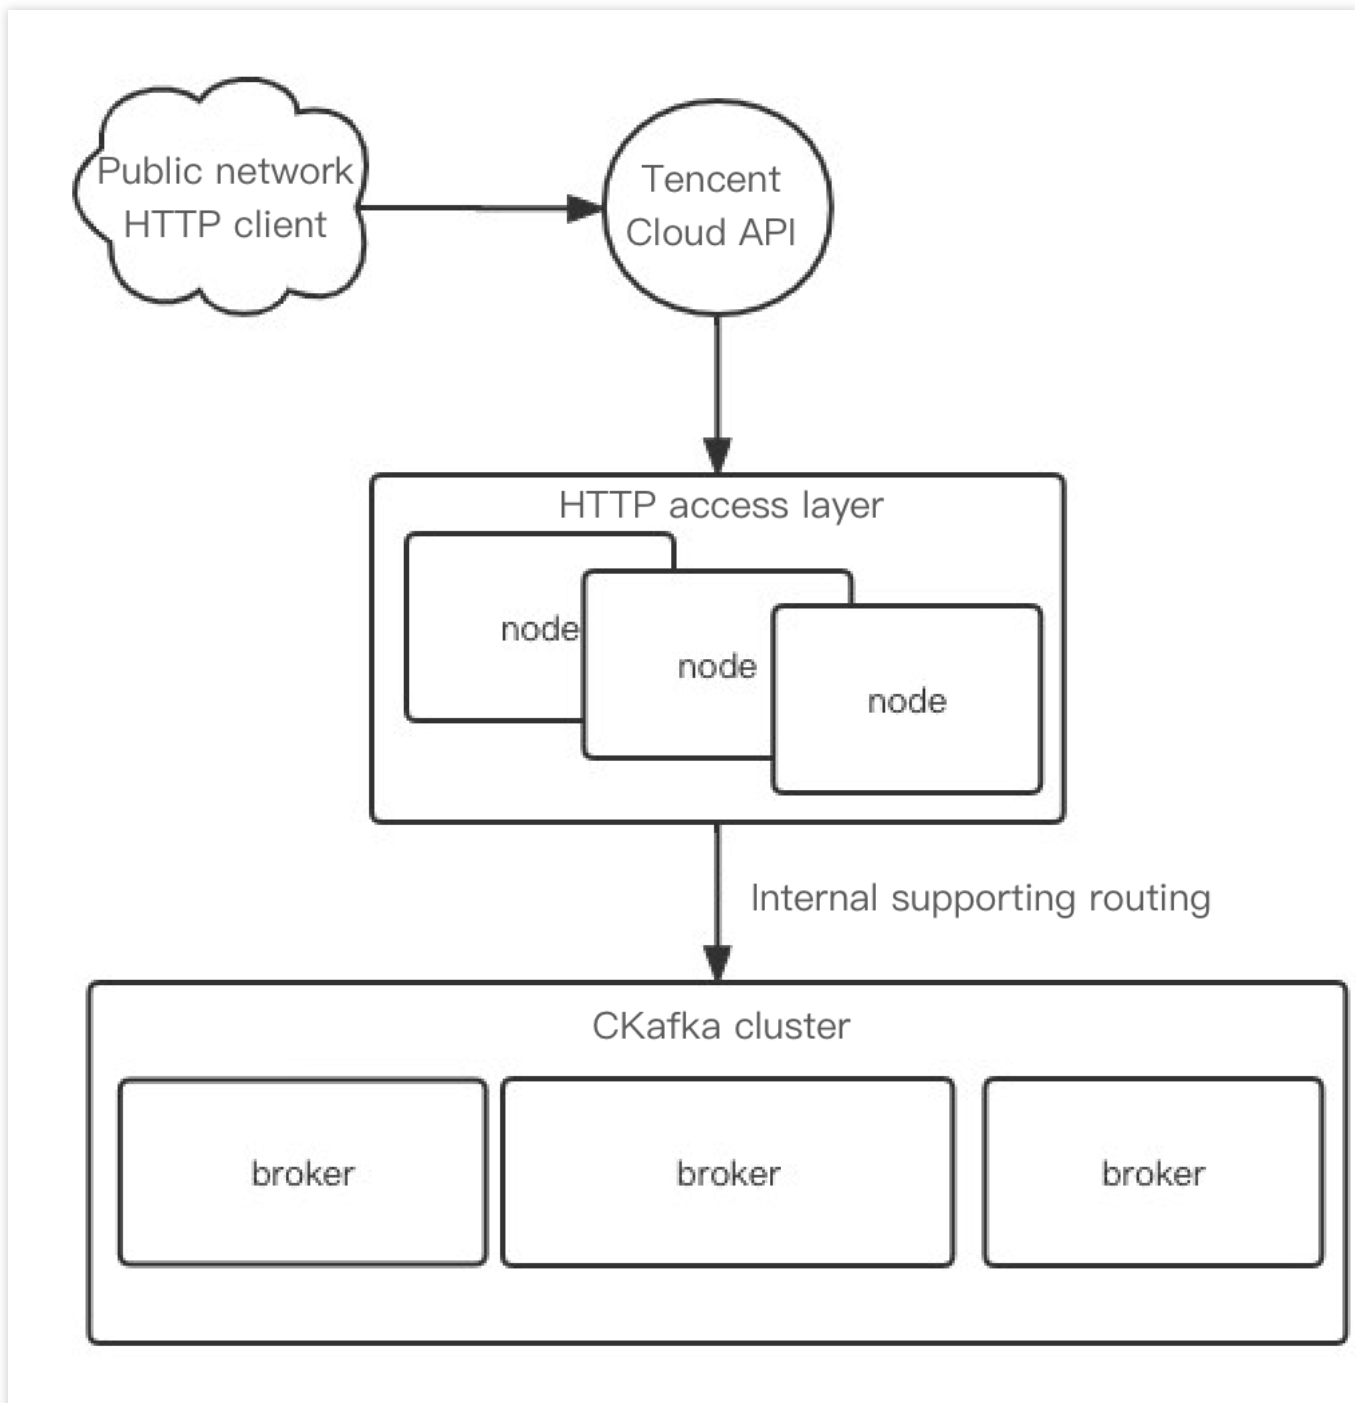 Public network
HTTP client
Tencent
Cloud API
HTTP access layer
node
node
node
Internal supporting routing
CKafka cluster
broker
broker
broker